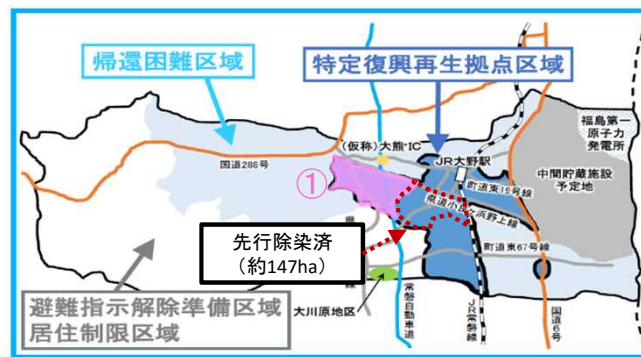 帰還困難区域
特定復興再生拠点区域
福島第一
原子力
発電所
(仮称)大熊IC
JR大野駅
国道288号
中間貯蔵施設
予定地
町道東19号線
①
県道小良ヶ浜野上線
先行除染済
(約147ha)
町道東67号線
避難指示解除準備区域
居住制限区域
大川原地区
常磐自動車道
JR常磐線
国道6号